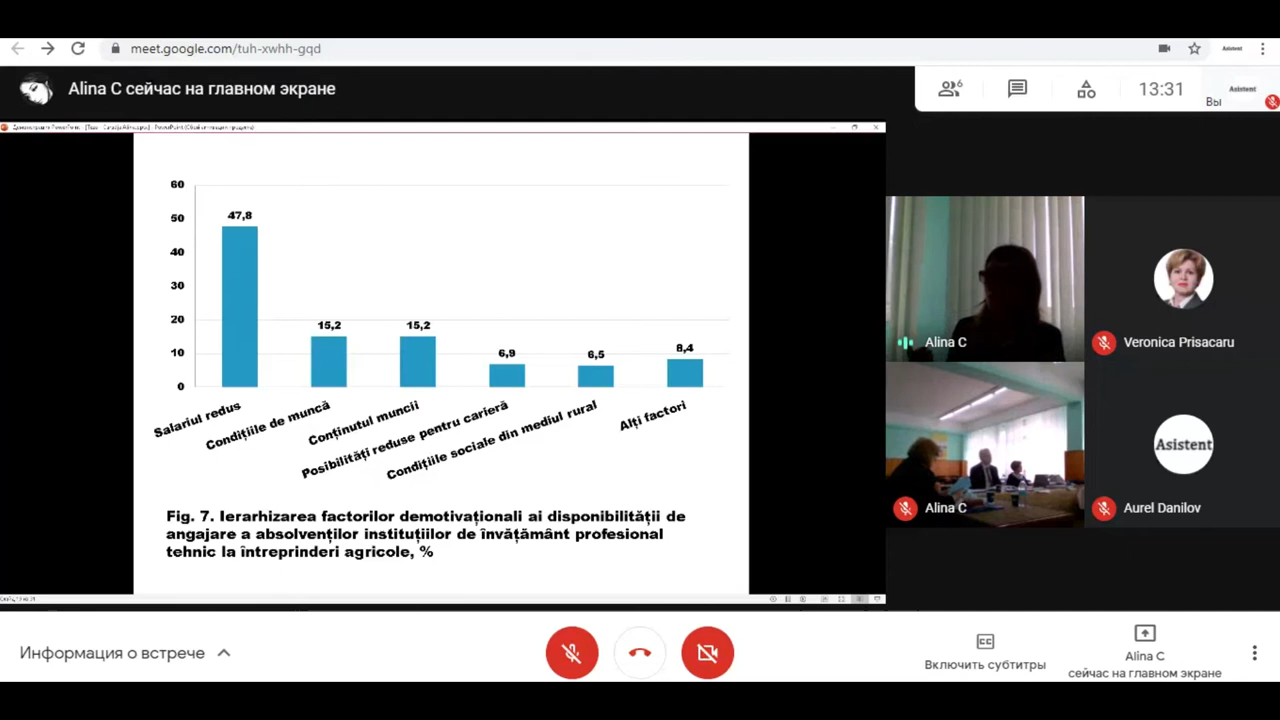 meet.google.com/tuh-xwhh-gqd
Asistent
Alina C сейчас на главном экране
6
13:31
Asistent
Вы
60
50
40
30
20
10
0
47,8
15,2
15,2
6,9
6,5
8,4
Salariul redus
Condițiile de muncă
Conținutul muncii
Posibilități reduse pentru carieră
Condițiile sociale din mediul rural
Alți factori
Fig. 7. Ierarhizarea factorilor demotivaționali ai disponibilității de
angajare a absolvenților instituțiilor de învățământ profesional
tehnic la întreprinderi agricole, %
Alina C
Veronica Prisacaru
Alina C
Asistent
Aurel Danilov
Информация о встрече
Включить субтитры
Alina C
сейчас на главном экране